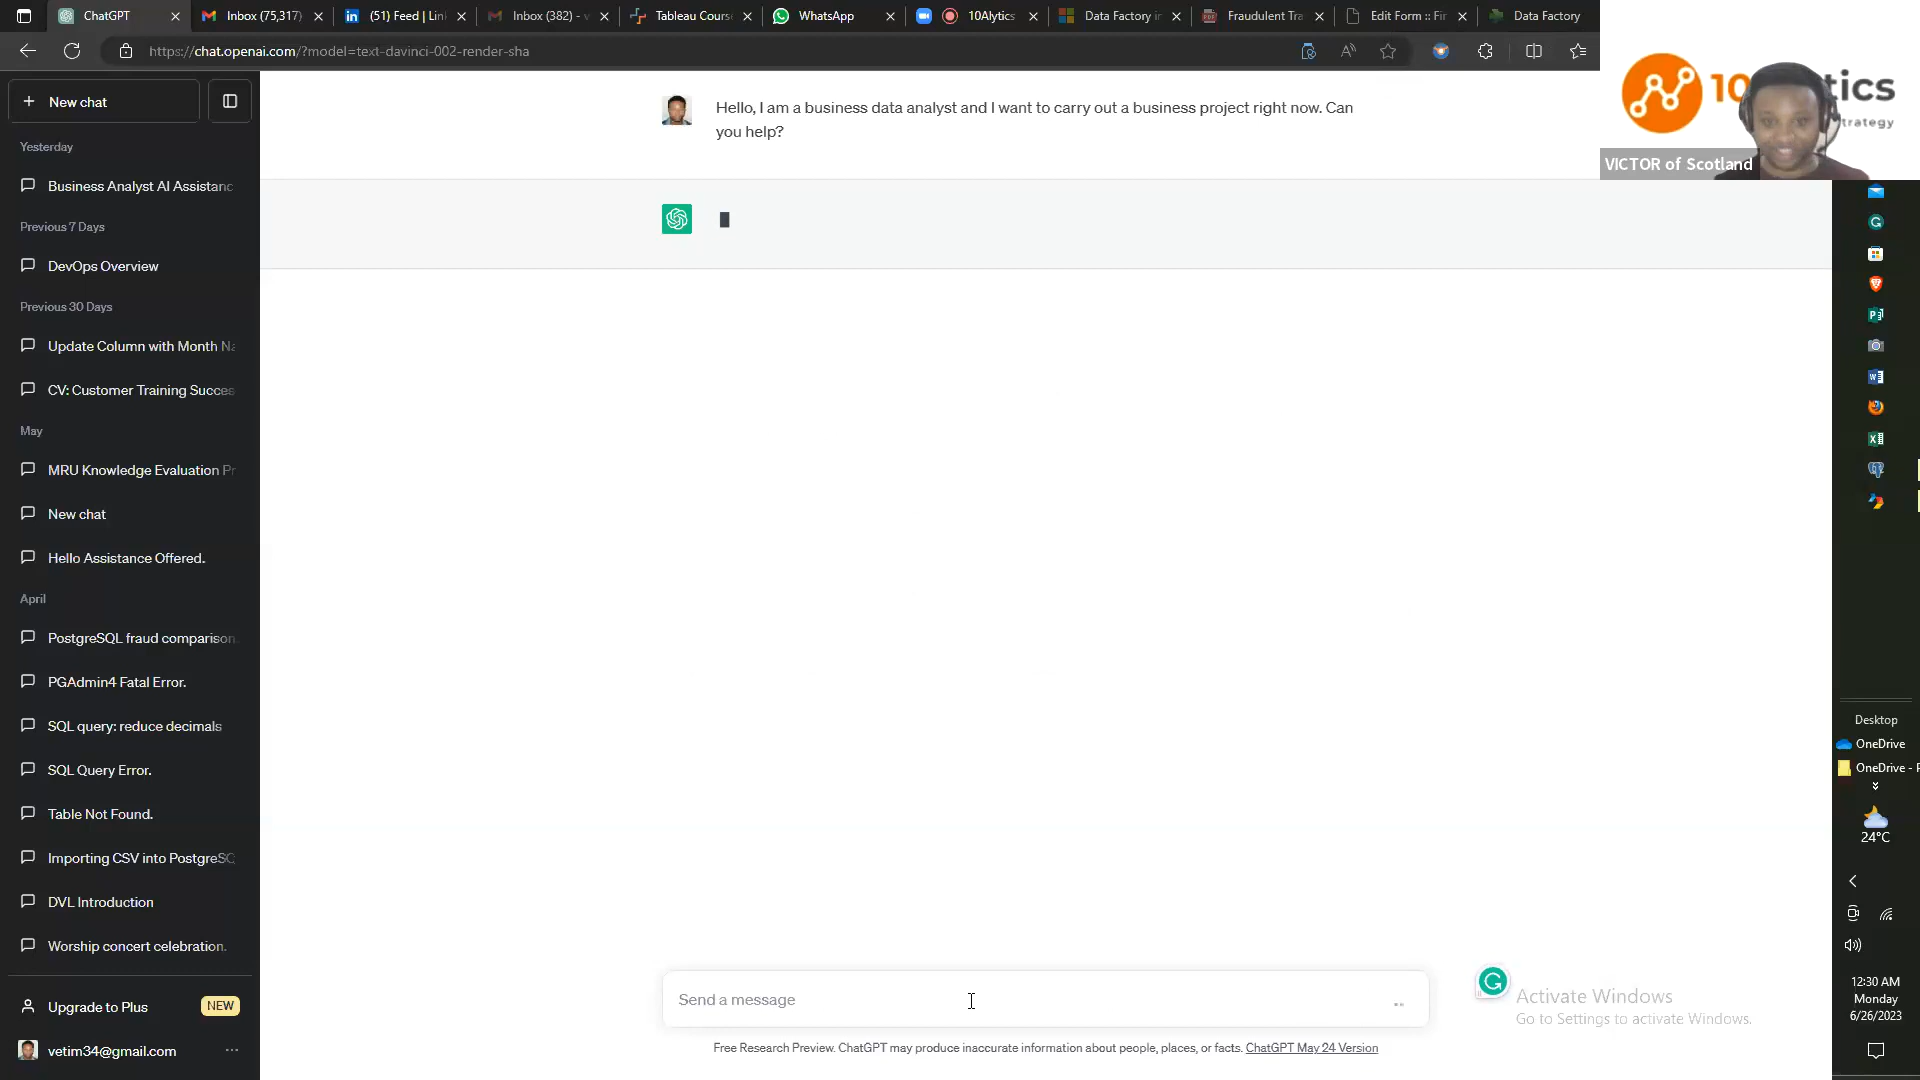 ChatGPT
Inbox (75,317)
(51) Feed | Lin
Inbox (382) - v
Tableau Course
WhatsApp
10Alytics
Data Factory in
Fraudulent Tra
Edit Form :: Fir
Data Factory
https://chat.openai.com/?model=text-davinci-002-render-sha
New chat
Yesterday
Business Analyst AI Assistanc
Previous 7 Days
DevOps Overview
Previous 30 Days
Update Column with Month Na
CV: Customer Training Succes
May
MRU Knowledge Evaluation Pr
New chat
Hello Assistance Offered.
April
PostgreSQL fraud comparison.
PGAdmin4 Fatal Error.
SQL query: reduce decimals
SQL Query Error.
Table Not Found.
Importing CSV into PostgreSQ
DVL Introduction
Worship concert celebration.
Upgrade to Plus
NEW
vetim34@gmail.com
Hello, I am a business data analyst and I want to carry out a business project right now. Can
you help?
Send a message
Free Research Preview. ChatGPT may produce inaccurate information about people, places, or facts. ChatGPT May 24 Version
Activate Windows
Go to Settings to activate Windows.
10 tics
trategy
VICTOR of Scotland
Desktop
OneDrive
OneDrive - P
24°C
12:30 AM
Monday
6/26/2023